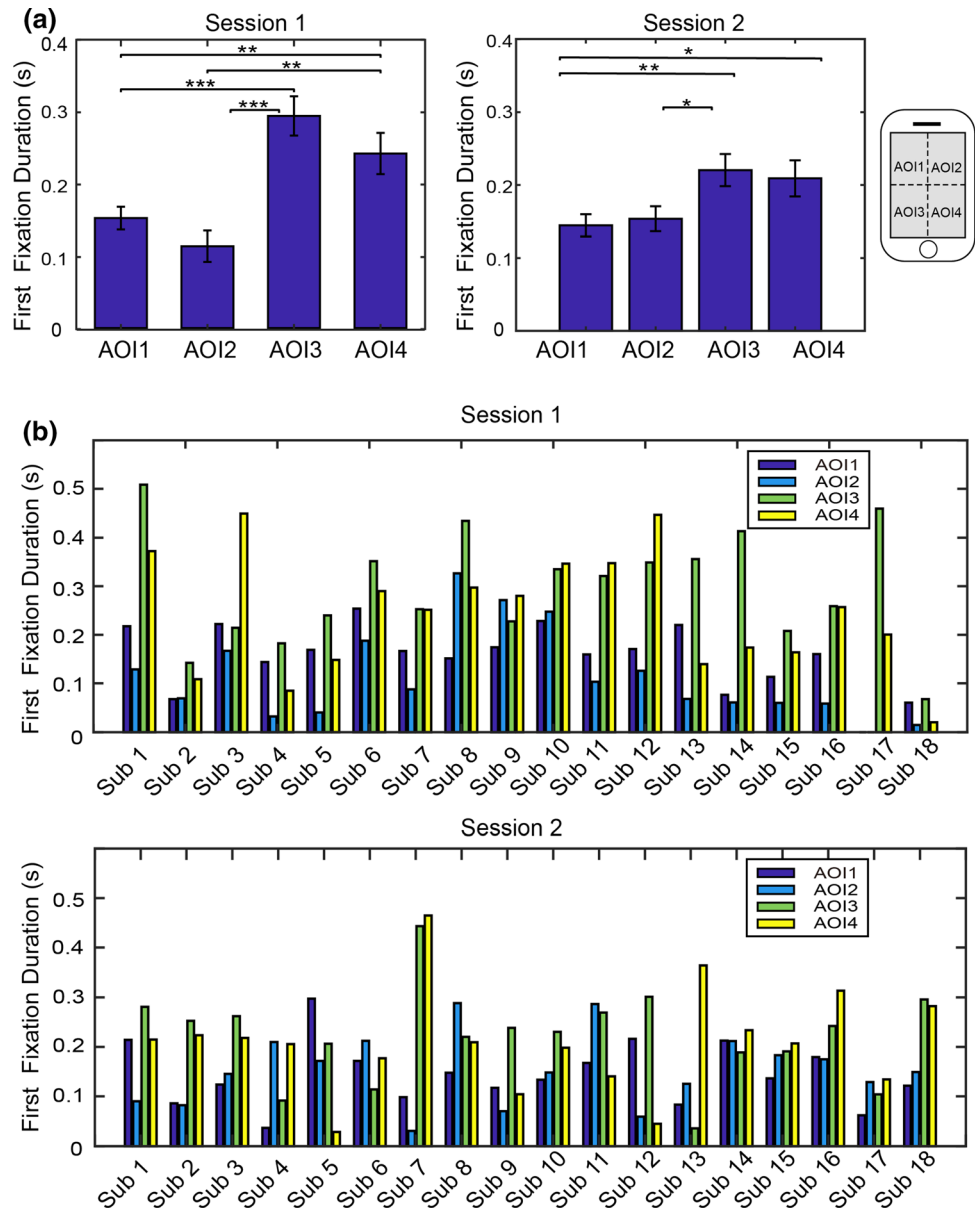 (a)
Session 1
First Fixation Duration (s)
0.4
0.3
0.2
0.1
0
**
**
***
***
AOI1 AOI2 AOI3 AOI4
Session 2
First Fixation Duration (s)
0.4
0.3
0.2
0.1
0
*
**
*
AOI1 AOI2 AOI3 AOI4
AOI1 AOI2
AOI3 AOI4
(b)
Session 1
First Fixation Duration (s)
0.5
0.4
0.3
0.2
0.1
0
AOI1
AOI2
AOI3
AOI4
Sub 1 Sub 2 Sub 3 Sub 4 Sub 5 Sub 6 Sub 7 Sub 8 Sub 9 Sub 10 Sub 11 Sub 12 Sub 13 Sub 14 Sub 15 Sub 16 Sub 17 Sub 18
Session 2
First Fixation Duration (s)
0.5
0.4
0.3
0.2
0.1
0
AOI1
AOI2
AOI3
AOI4
Sub 1 Sub 2 Sub 3 Sub 4 Sub 5 Sub 6 Sub 7 Sub 8 Sub 9 Sub 10 Sub 11 Sub 12 Sub 13 Sub 14 Sub 15 Sub 16 Sub 17 Sub 18